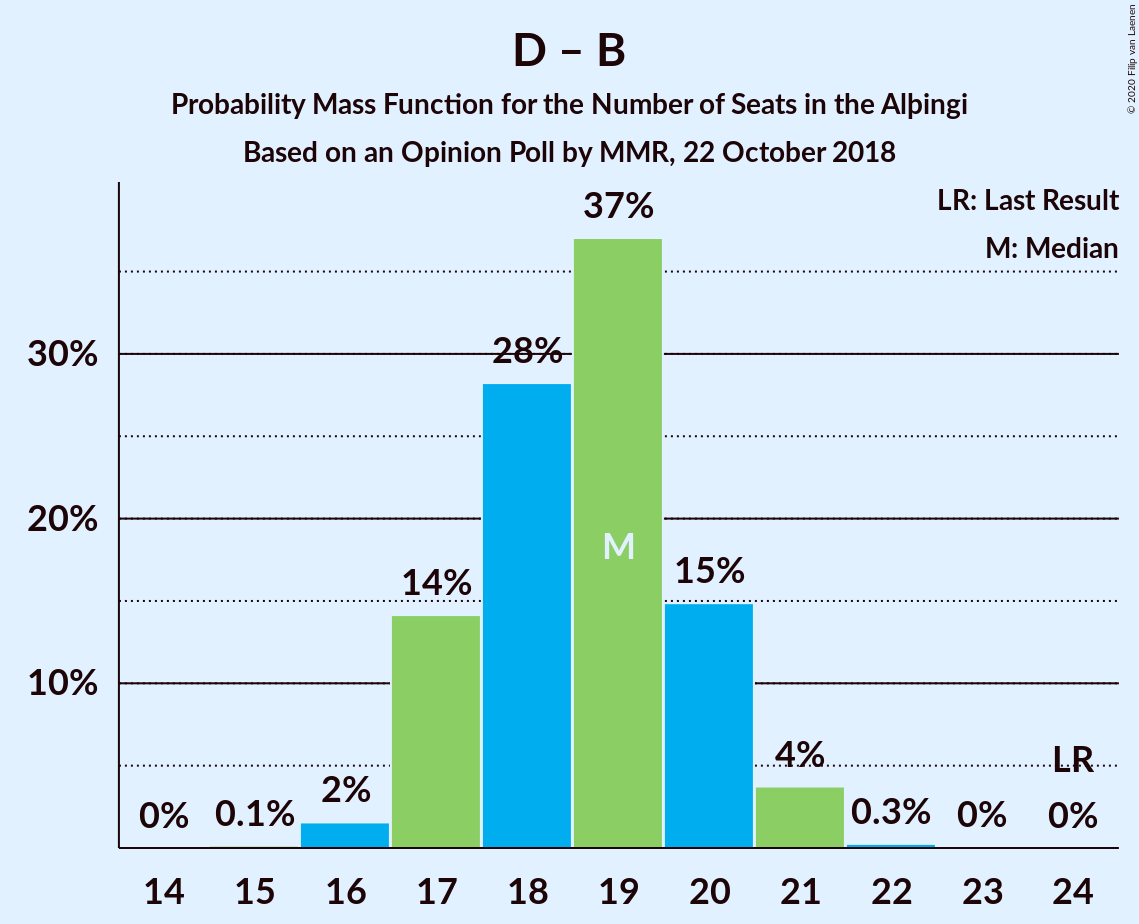 D – B
Probability Mass Function for the Number of Seats in the Alþingi
Based on an Opinion Poll by MMR, 22 October 2018
© 2020 Filip van Laenen
LR: Last Result
M: Median
37%
30%
28%
20%
M
15%
14%
10%
4%
LR
2%
0%
0.1%
0.3%
0%
0%
14 15 16 17 18 19 20 21 22 23 24